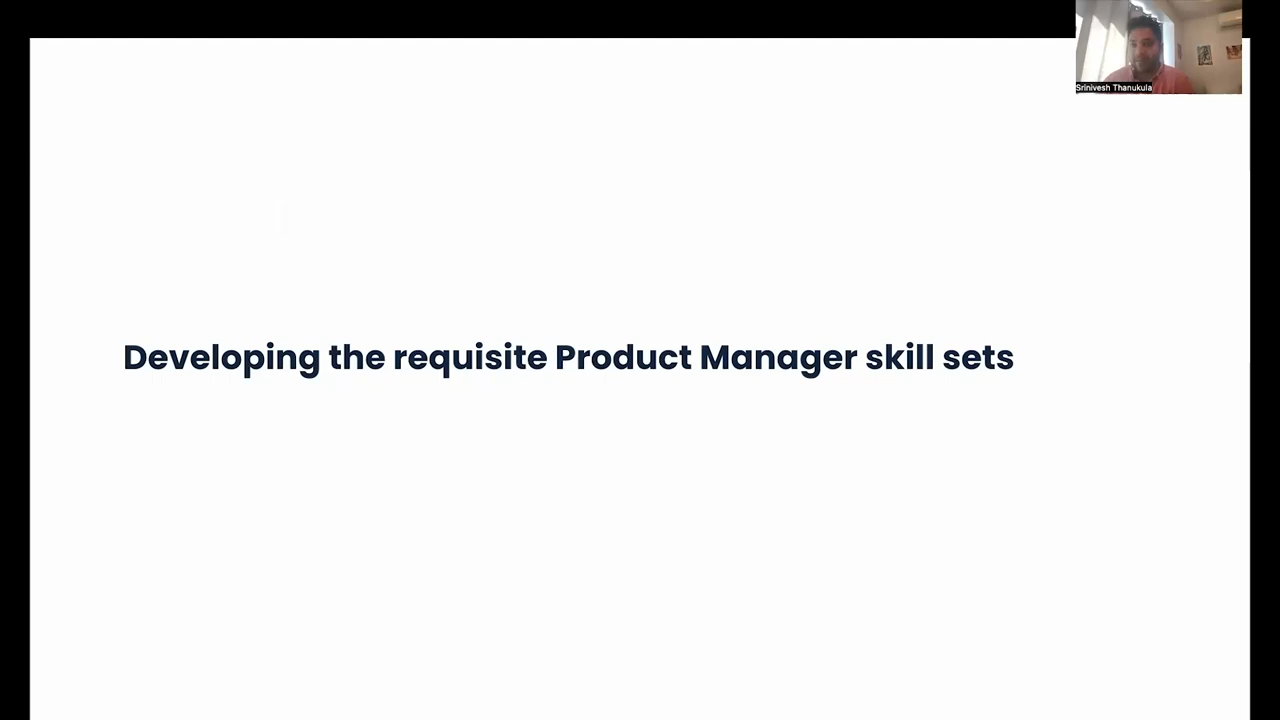 Srinivesh Thanukula
Developing the requisite Product Manager skill sets